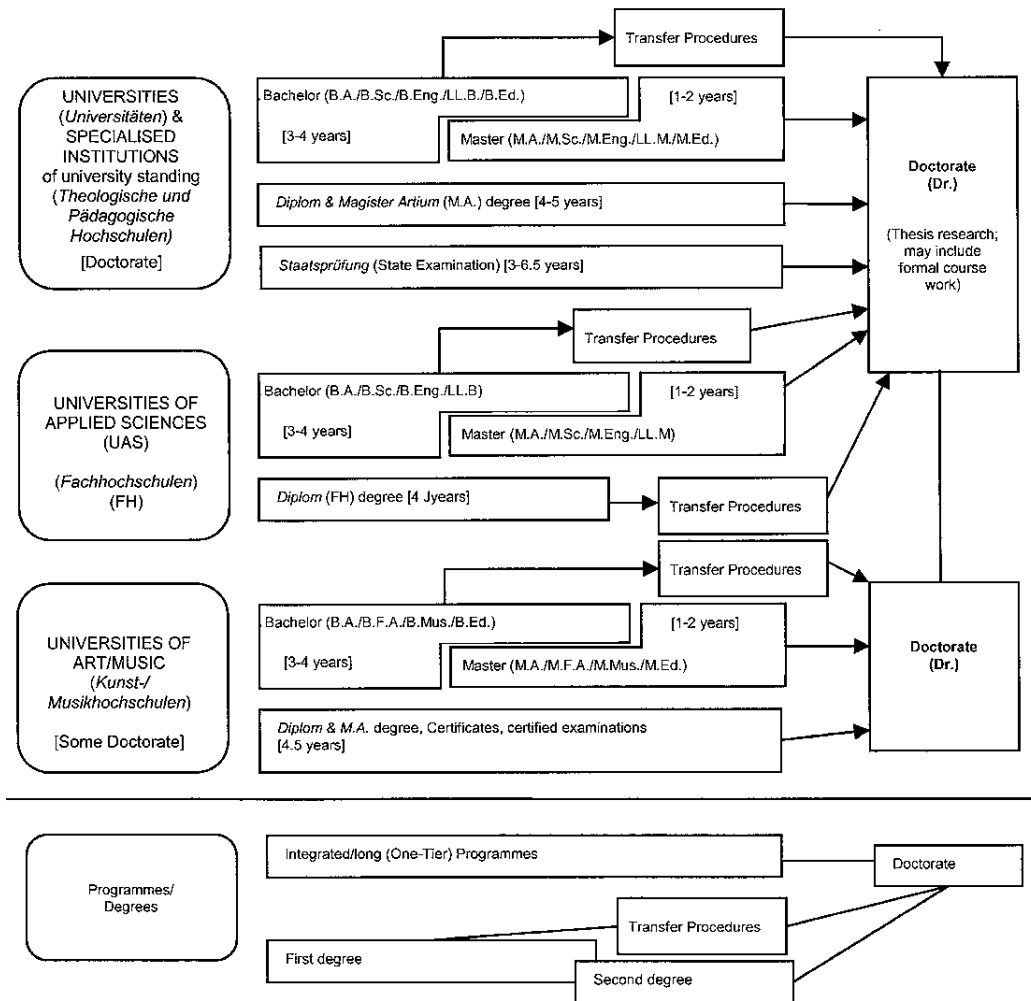 Transfer Procedures
UNIVERSITIES
(Universitäten) &
SPECIALISED
INSTITUTIONS
of university standing
(Theologische und
Pädagogische
Hochschulen)
[Doctorate]
Bachelor (B.A./B.Sc./B.Eng./LL.B./B.Ed.)
[3-4 years]
[1-2 years]
Master (M.A./M.Sc./M.Eng./LL.M./M.Ed.)
Diplom & Magister Artium (M.A.) degree [4-5 years]
Staatsprüfung (State Examination) [3-6.5 years]
Doctorate
(Dr.)
(Thesis research;
may include
formal course
work)
Transfer Procedures
UNIVERSITIES OF
APPLIED SCIENCES
(UAS)
(Fachhochschulen)
(FH)
Bachelor (B.A./B.Sc./B.Eng./LL.B)
[3-4 years]
[1-2 years]
Master (M.A./M.Sc./M.Eng./LL.M)
Diplom (FH) degree [4 Jyears]
Transfer Procedures
Transfer Procedures
UNIVERSITIES OF
ART/MUSIC
(Kunst-/
Musikhochschulen)
[Some Doctorate]
Bachelor (B.A./B.F.A./B.Mus./B.Ed.)
[3-4 years]
[1-2 years]
Master (M.A./M.F.A./M.Mus./M.Ed.)
Diplom & M.A. degree, Certificates, certified examinations
[4.5 years]
Doctorate
(Dr.)
Programmes/
Degrees
Integrated/long (One-Tier) Programmes
Doctorate
Transfer Procedures
First degree
Second degree